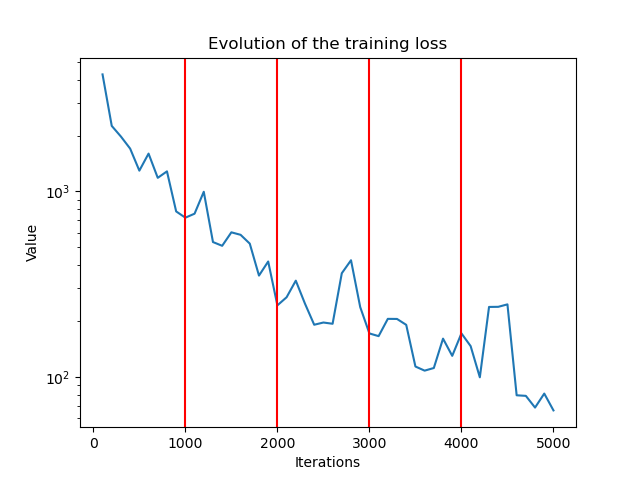 Evolution of the training loss
Value
10³
10²
0 1000 2000 3000 4000 5000
Iterations